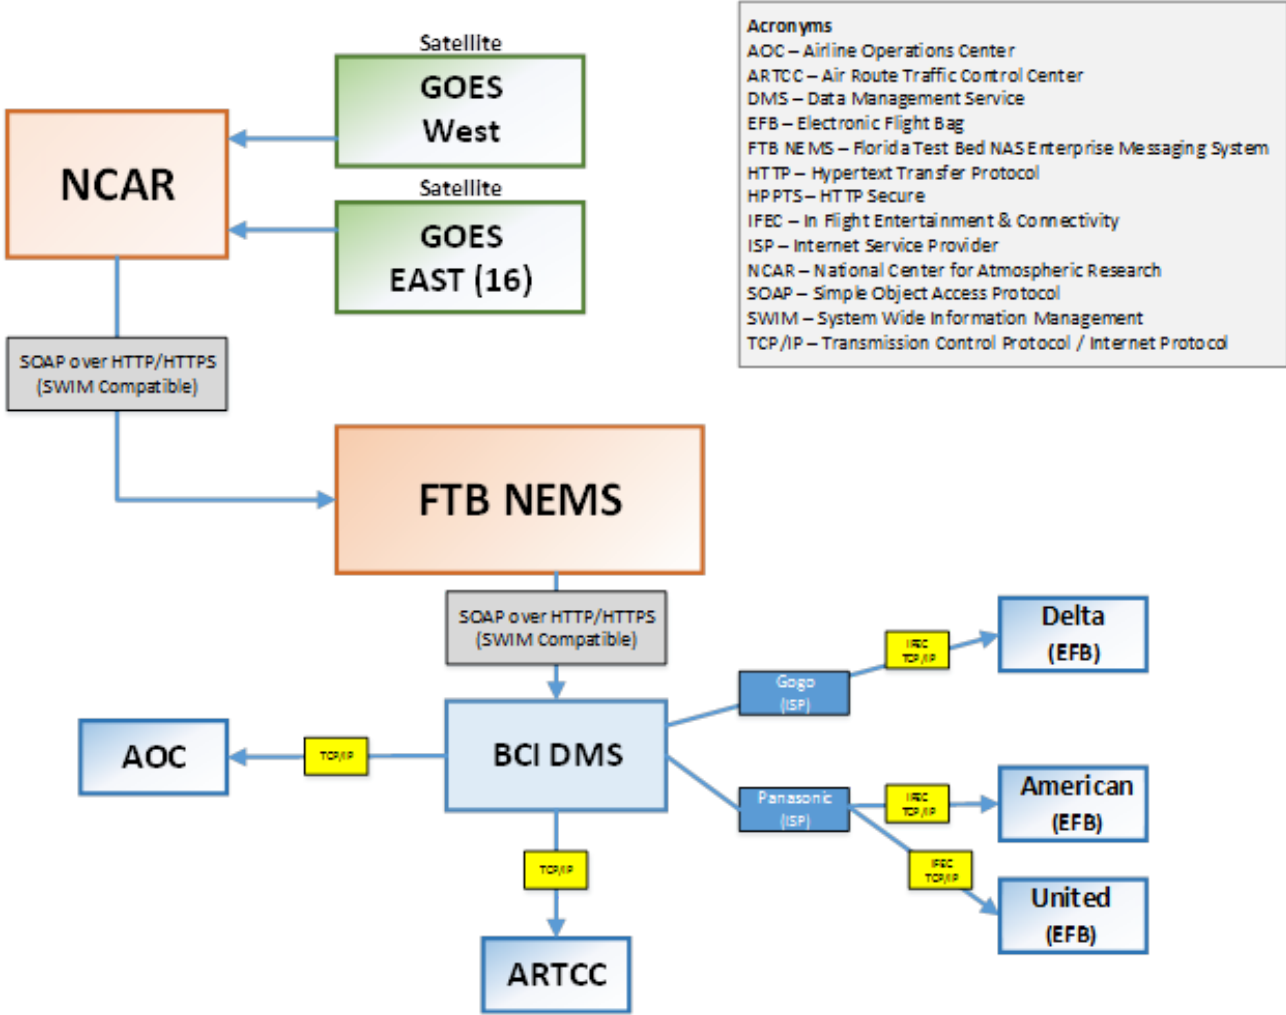 Satellite
GOES
West
NCAR
Satellite
GOES
EAST (16)
Acronyms
AOC – Airline Operations Center
ARTCC – Air Route Traffic Control Center
DMS – Data Management Service
EFB – Electronic Flight Bag
FTB NEMS – Florida Test Bed NAS Enterprise Messaging System
HTTP – Hypertext Transfer Protocol
HPPTS – HTTP Secure
IFEC – In Flight Entertainment & Connectivity
ISP – Internet Service Provider
NCAR – National Center for Atmospheric Research
SOAP – Simple Object Access Protocol
SWIM – System Wide Information Management
TCP/IP – Transmission Control Protocol / Internet Protocol
SOAP over HTTP/HTTPS
(SWIM Compatible)
FTB NEMS
SOAP over HTTP/HTTPS
(SWIM Compatible)
BCI DMS
TCP/IP
AOC
TCP/IP
ARTCC
Gogo
(ISP)
IFEC
TCP/IP
Delta
(EFB)
Panasonic
(ISP)
IFEC
TCP/IP
American
(EFB)
IFEC
TCP/IP
United
(EFB)